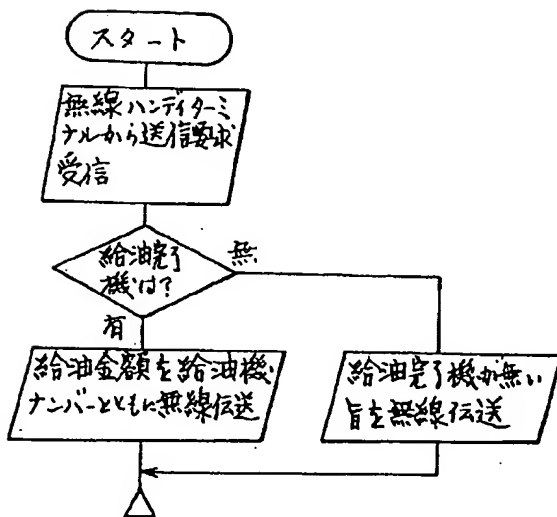 スタート
無線ハンディターミ
ナルから送信要求
受信
給油完了
機は?
無
有
給油金額を給油機
ナンバーとともに無線伝送
給油完了機が無い
旨を無線伝送